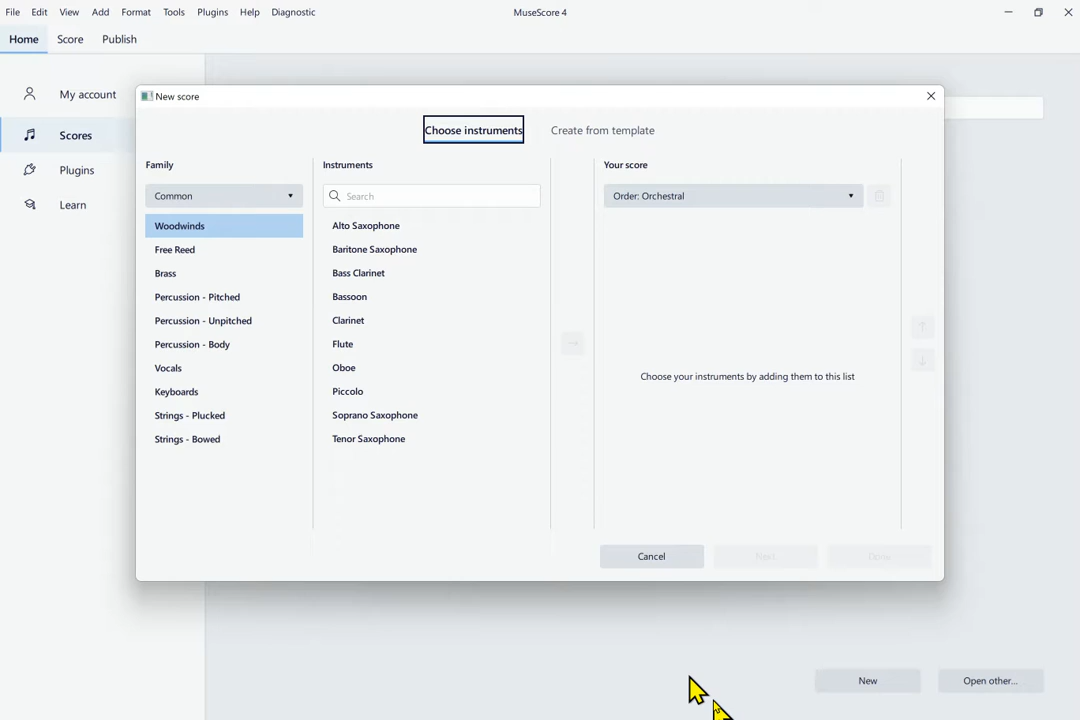 File Edit View Add Format Tools Plugins Help Diagnostic MuseScore 4
Home Score Publish
My account
Scores
Plugins
Learn
New score
Choose instruments Create from template
Family
Common
Woodwinds
Free Reed
Brass
Percussion - Pitched
Percussion - Unpitched
Percussion - Body
Vocals
Keyboards
Strings - Plucked
Strings - Bowed
Instruments
Search
Alto Saxophone
Baritone Saxophone
Bass Clarinet
Bassoon
Clarinet
Flute
Oboe
Piccolo
Soprano Saxophone
Tenor Saxophone
Your score
Order: Orchestral
Choose your instruments by adding them to this list
Cancel Next Done
New Open other...